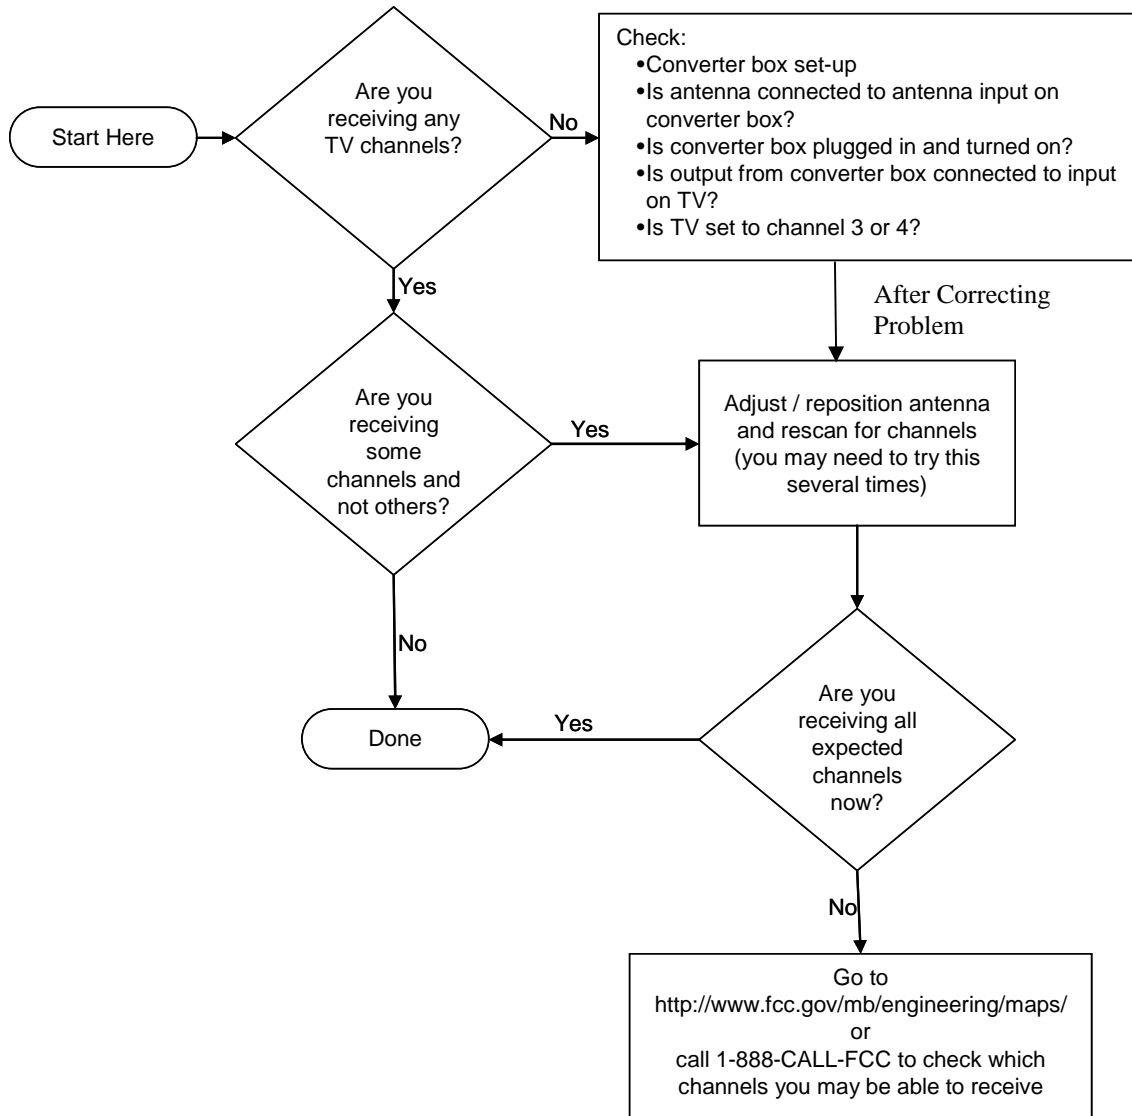 Start Here
Are you
receiving any
TV channels?
No
Check:
•Converter box set-up
•Is antenna connected to antenna input on
converter box?
•Is converter box plugged in and turned on?
•Is output from converter box connected to input
on TV?
•Is TV set to channel 3 or 4?
Yes
After Correcting
Problem
Are you
receiving
some
channels and
not others?
Yes
Adjust / reposition antenna
and rescan for channels
(you may need to try this
several times)
No
Done
Yes
Are you
receiving all
expected
channels
now?
No
Go to
http://www.fcc.gov/mb/engineering/maps/
or
call 1-888-CALL-FCC to check which
channels you may be able to receive